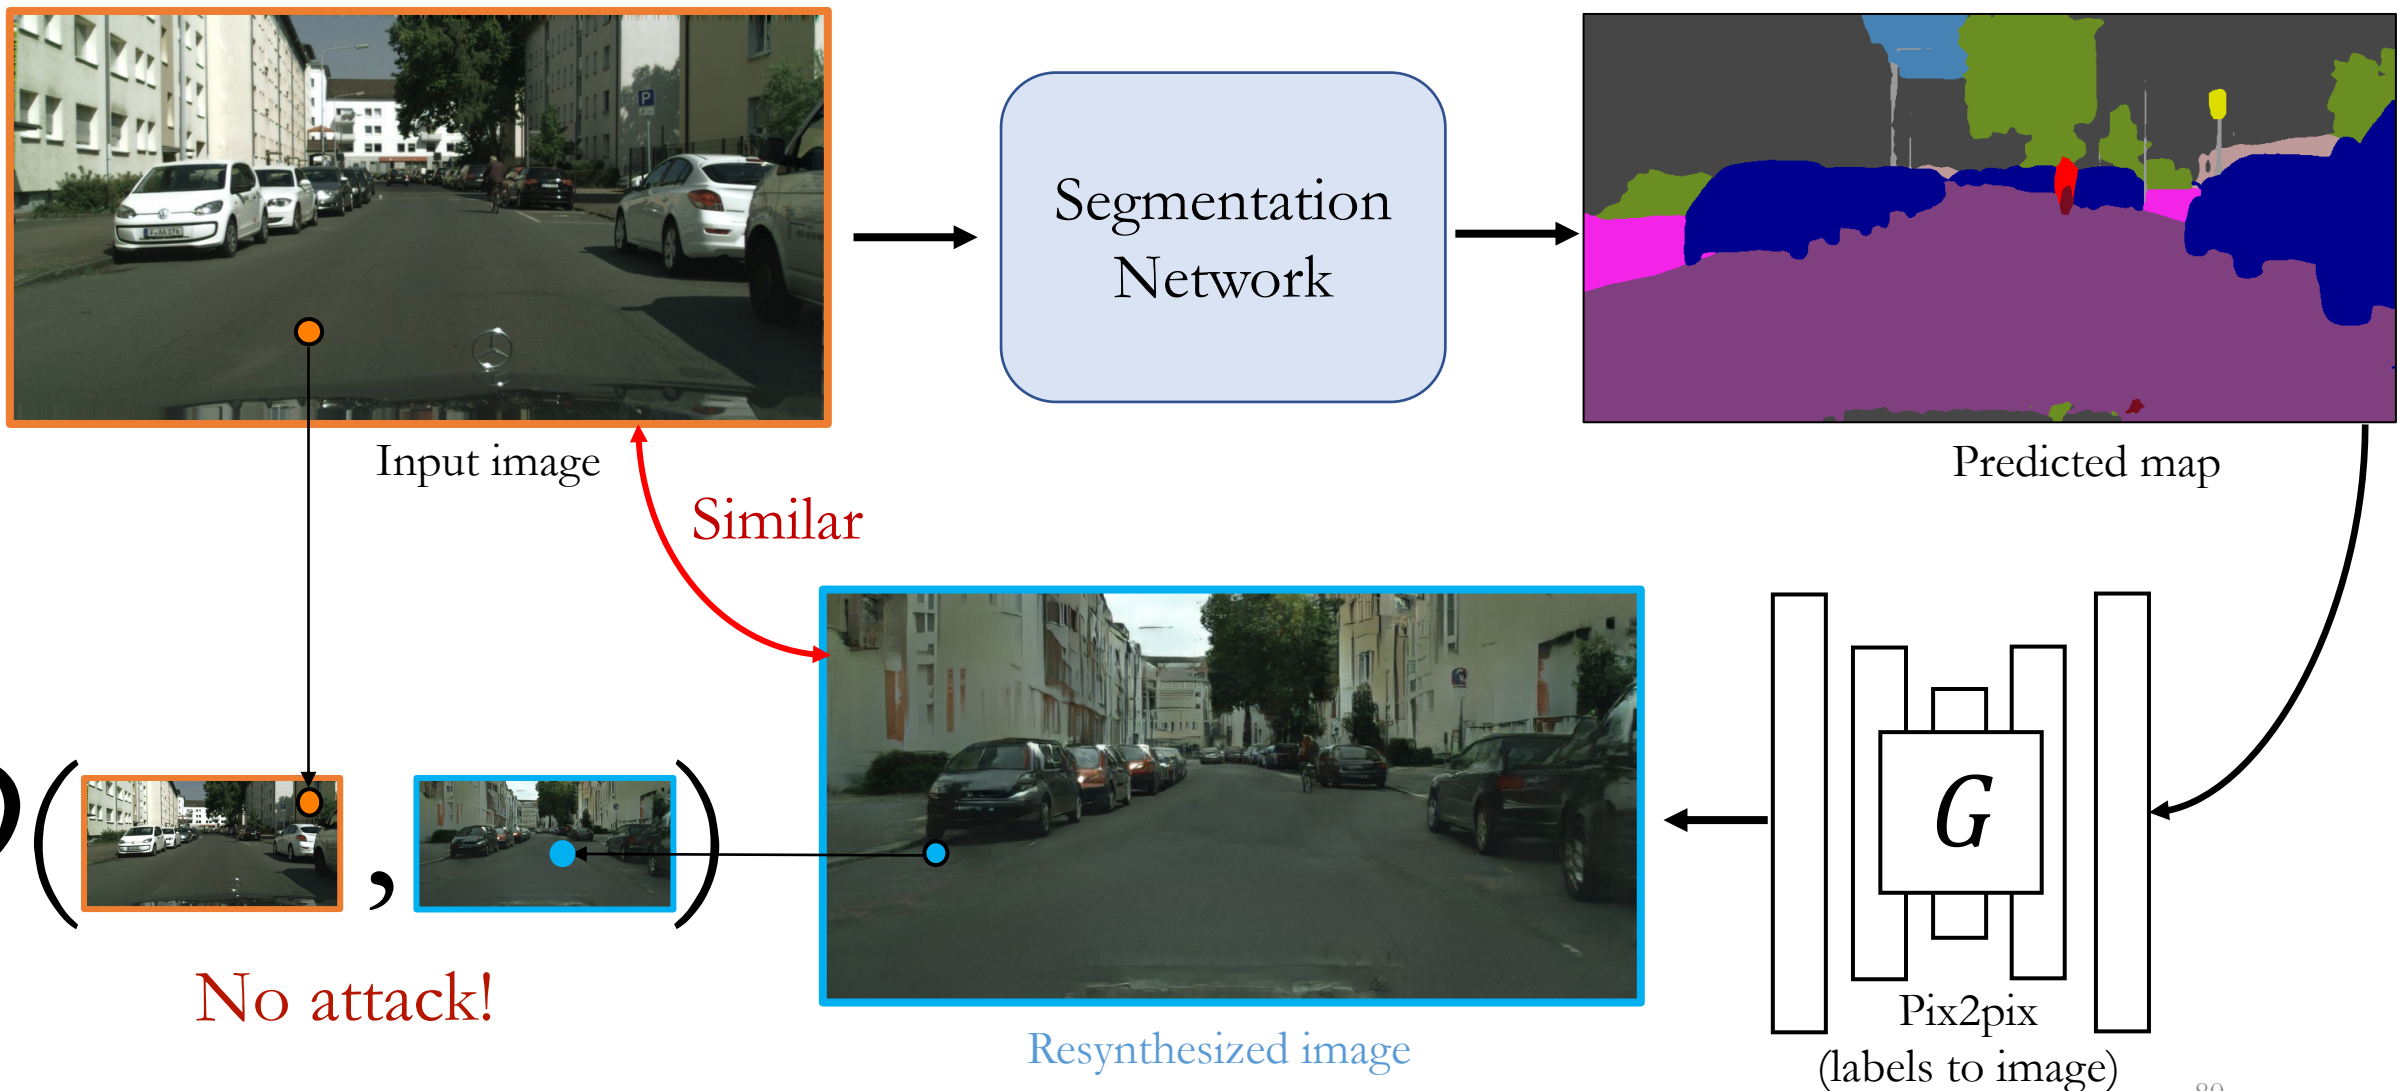 P
Segmentation
Network
Input image
Predicted map
Similar
( , )
G
No attack!
Pix2pix
Resynthesized image
(labels to image)